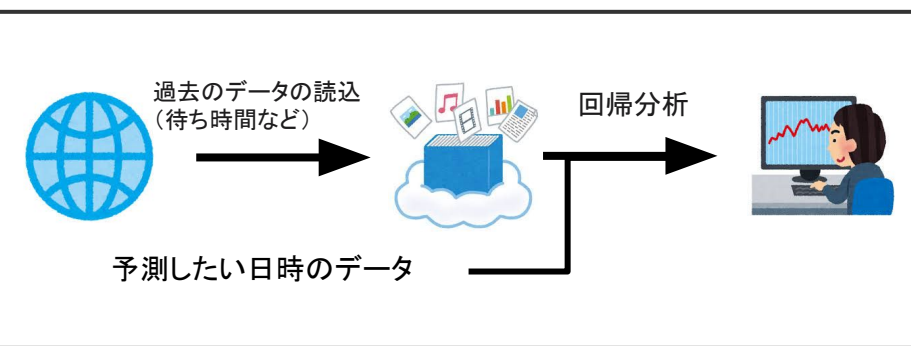 過去のデータの読込
（待ち時間など）
回帰分析
予測したい日時のデータ